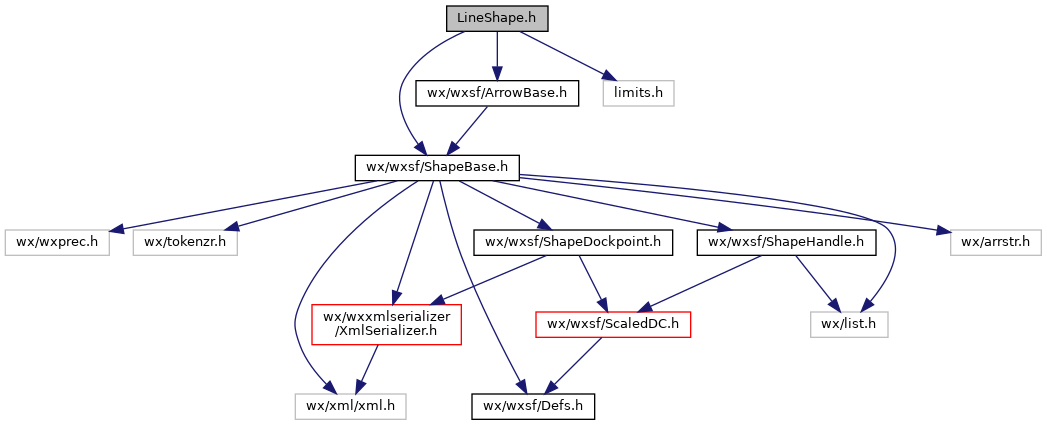 LineShape.h
wx/wxsf/ArrowBase.h
limits.h
wx/wxsf/ShapeBase.h
wx/wxprec.h
wx/tokenzr.h
wx/wxsf/ShapeDockpoint.h
wx/wxsf/ShapeHandle.h
wx/arrstr.h
wx/wxxmlserializer
/XmlSerializer.h
wx/wxsf/ScaledDC.h
wx/list.h
wx/xml/xml.h
wx/wxsf/Defs.h